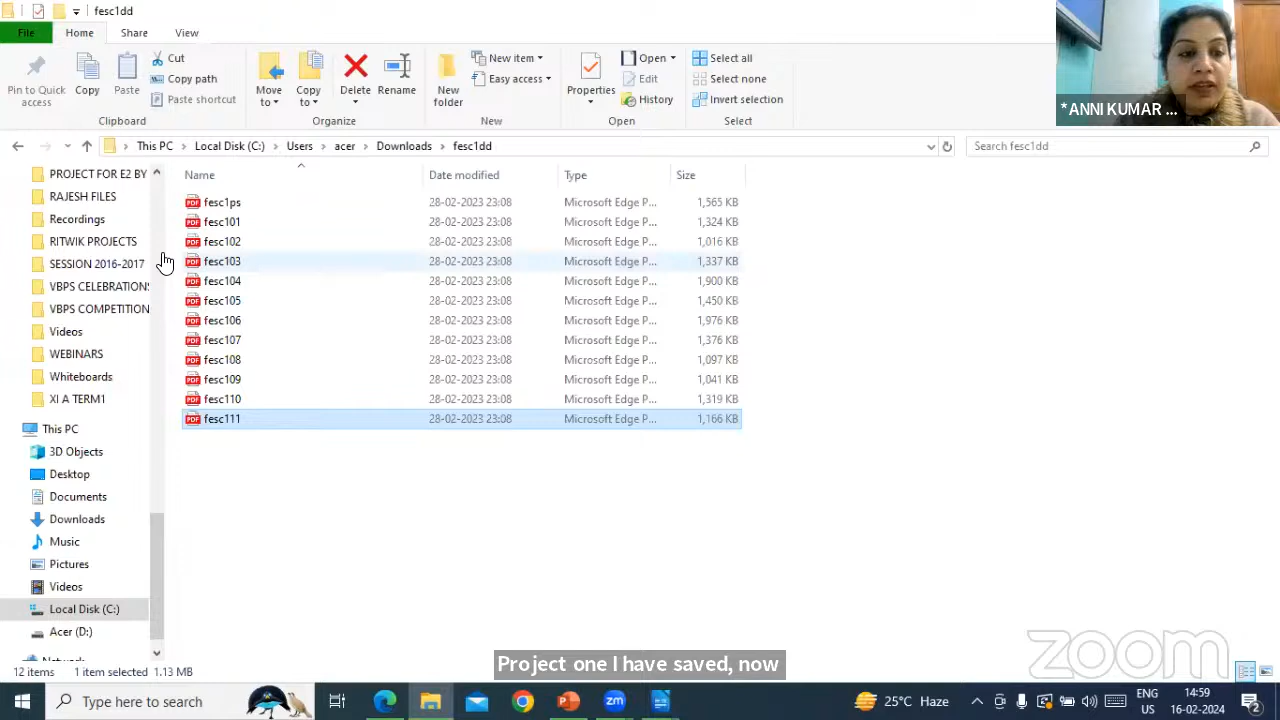 fesc1dd
File Home Share View
Pin to Quick access
Copy
Paste
Cut
Copy path
Paste shortcut
Move to
Copy to
Delete
Rename
New folder
New item
Easy access
Properties
Open
Edit
History
Select all
Select none
Invert selection
Clipboard Organize New Open Select
*ANNI KUMAR ...
This PC Local Disk (C:) Users acer Downloads fesc1dd
Search fesc1dd
Name Date modified Type Size
PROJECT FOR E2 BY
RAJESH FILES
Recordings
RITWIK PROJECTS
SESSION 2016-2017
VBPS CELEBRATION
VBPS COMPETITION
Videos
WEBINARS
Whiteboards
XI A TERM1
This PC
3D Objects
Desktop
Documents
Downloads
Music
Pictures
Videos
Local Disk (C:)
Acer (D:)
fesc1ps 28-02-2023 23:08 Microsoft Edge P... 1,565 KB
fesc101 28-02-2023 23:08 Microsoft Edge P... 1,324 KB
fesc102 28-02-2023 23:08 Microsoft Edge P... 1,016 KB
fesc103 28-02-2023 23:08 Microsoft Edge P... 1,337 KB
fesc104 28-02-2023 23:08 Microsoft Edge P... 1,900 KB
fesc105 28-02-2023 23:08 Microsoft Edge P... 1,450 KB
fesc106 28-02-2023 23:08 Microsoft Edge P... 1,976 KB
fesc107 28-02-2023 23:08 Microsoft Edge P... 1,376 KB
fesc108 28-02-2023 23:08 Microsoft Edge P... 1,097 KB
fesc109 28-02-2023 23:08 Microsoft Edge P... 1,041 KB
fesc110 28-02-2023 23:08 Microsoft Edge P... 1,319 KB
fesc111 28-02-2023 23:08 Microsoft Edge P... 1,166 KB
Project one I have saved, now
zoom
12 items 1 item selected 1.13 MB
Type here to search
zm
25°C Haze
ENG
US
14:59
16-02-2024
2